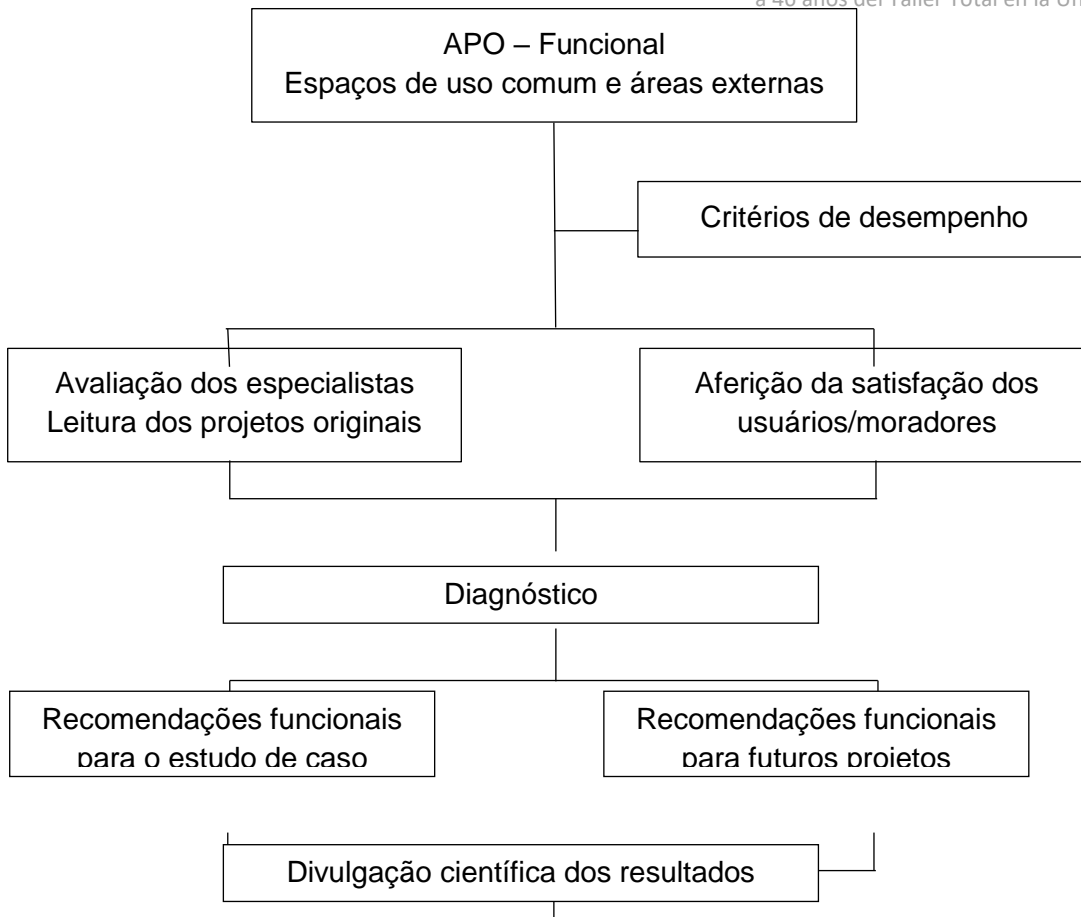 APO – Funcional
Espaços de uso comum e áreas externas
Critérios de desempenho
Avaliação dos especialistas
Leitura dos projetos originais
Aferição da satisfação dos
usuários/moradores
Diagnóstico
Recomendações funcionais
para o estudo de caso
Recomendações funcionais
para futuros projetos
Divulgação científica dos resultados